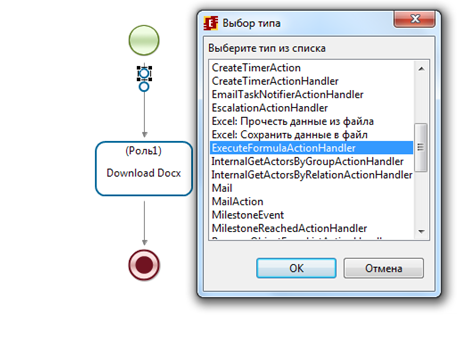 Выбор типа
Выберите тип из списка
CreateTimerAction
CreateTimerActionHandler
EmailTaskNotifierActionHandler
EscalationActionHandler
Excel: Прочесть данные из файла
Excel: Сохранить данные в файл
ExecuteFormulaActionHandler
InternalGetActorsByGroupActionHandler
InternalGetActorsByRelationActionHandler
Mail
MailAction
MilestoneEvent
MilestoneReachedActionHandler
OK
Отмена
(Роль1)
Download Docx